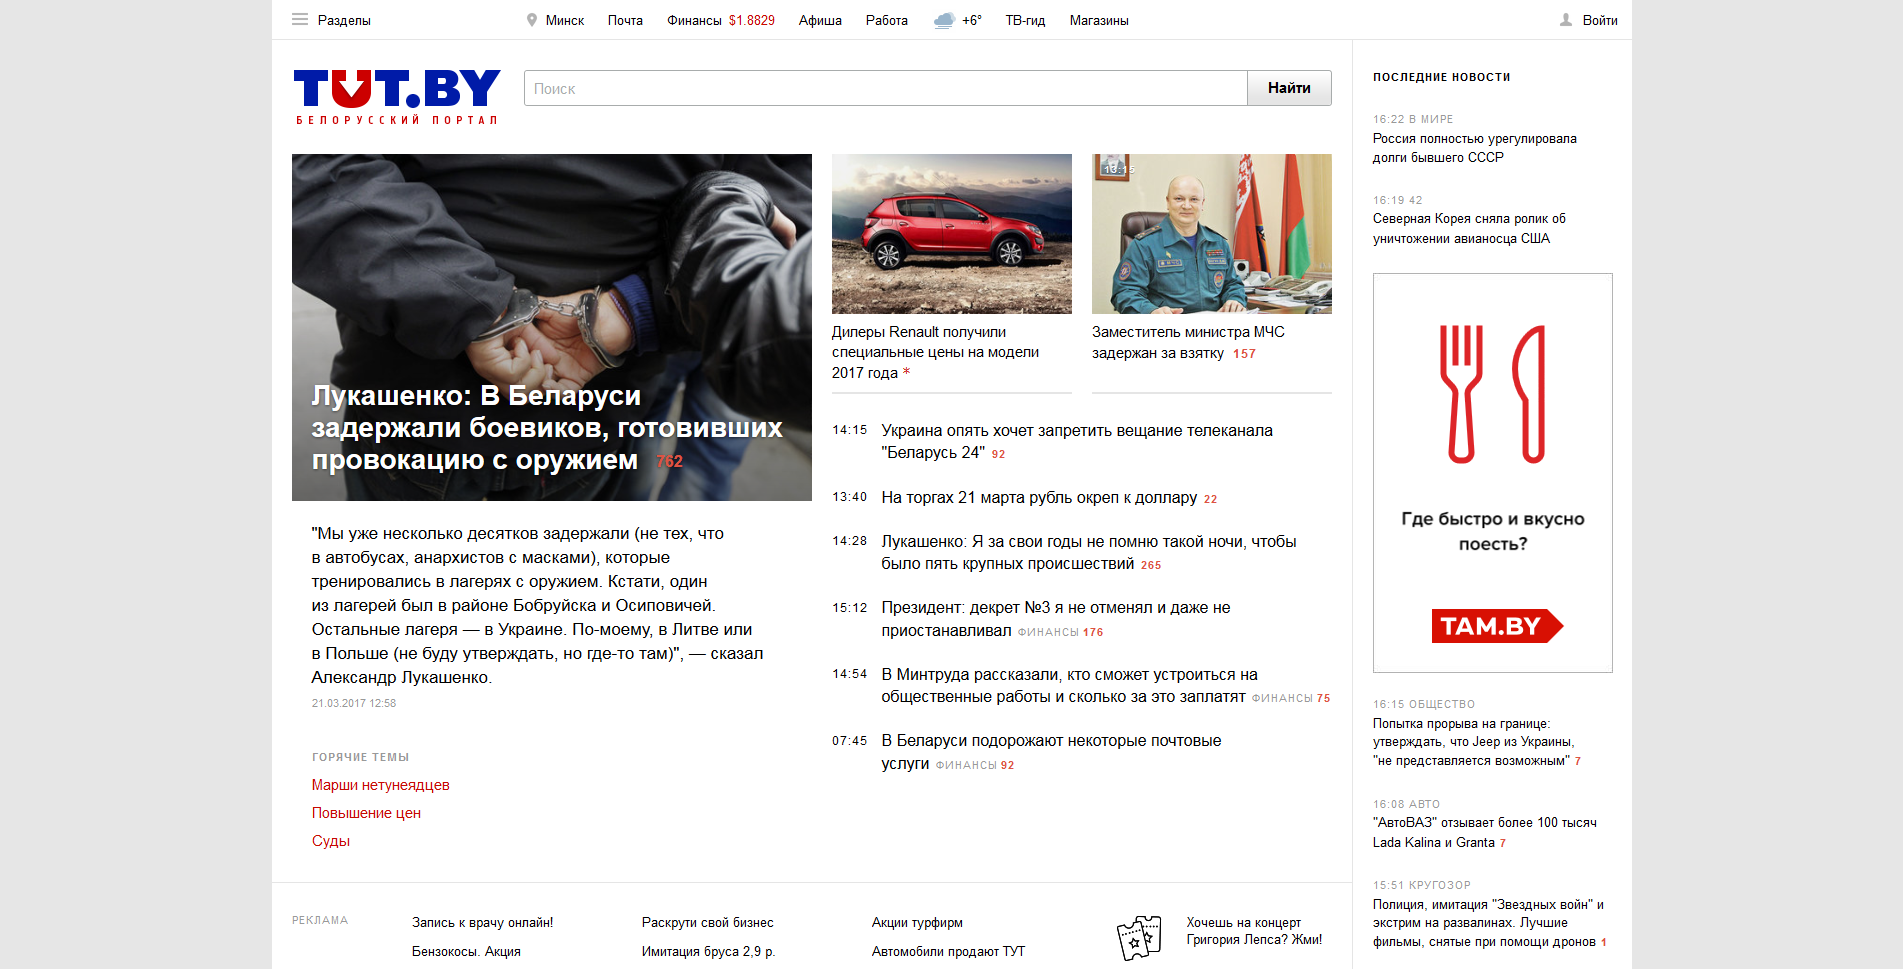 Разделы
Минск
Почта
Финансы $1.8829
Афиша
Работа
+6°
ТВ-гид
Магазины
Войти
TUT.BY
БЕЛОРУССКИЙ ПОРТАЛ
Поиск
Найти
Лукашенко: В Беларуси
задержали боевиков, готовивших
провокацию с оружием 762
"Мы уже несколько десятков задержали (не тех, что
в автобусах, анархистов с масками), которые
тренировались в лагерях с оружием. Кстати, один
из лагерей был в районе Бобруйска и Осиповичей.
Остальные лагеря — в Украине. По-моему, в Литве или
в Польше (не буду утверждать, но где-то там)", — сказал
Александр Лукашенко.
21.03.2017 12:58
ГОРЯЧИЕ ТЕМЫ
Марши нетунеядцев
Повышение цен
Суды
Дилеры Renault получили
специальные цены на модели
2017 года *
16:15
Заместитель министра МЧС
задержан за взятку 157
14:15 Украина опять хочет запретить вещание телеканала
"Беларусь 24" 92
13:40 На торгах 21 марта рубль окреп к доллару 22
14:28 Лукашенко: Я за свои годы не помню такой ночи, чтобы
было пять крупных происшествий 265
15:12 Президент: декрет №3 я не отменял и даже не
приостанавливал ФИНАНСЫ 176
14:54 В Минтруда рассказали, кто сможет устроиться на
общественные работы и сколько за это заплатят ФИНАНСЫ 75
07:45 В Беларуси подорожают некоторые почтовые
услуги ФИНАНСЫ 92
ПОСЛЕДНИЕ НОВОСТИ
16:22 В МИРЕ
Россия полностью урегулировала
долги бывшего СССР
16:19 42
Северная Корея сняла ролик об
уничтожении авианосца США
Где быстро и вкусно
поесть?
TAM.BY
16:15 ОБЩЕСТВО
Попытка прорыва на границе:
утверждать, что Jeep из Украины,
"не представляется возможным" 7
16:08 АВТО
"АвтоВАЗ" отзывает более 100 тысяч
Lada Kalina и Granta 7
15:51 КРУГОЗОР
Полиция, имитация "Звездных войн" и
экстрим на развалинах. Лучшие
фильмы, снятые при помощи дронов 1
РЕКЛАМА
Запись к врачу онлайн!
Бензокосы. Акция
Раскрути свой бизнес
Имитация бруса 2,9 р.
Акции турфирм
Автомобили продают ТУТ
Хочешь на концерт
Григория Лепса? Жми!